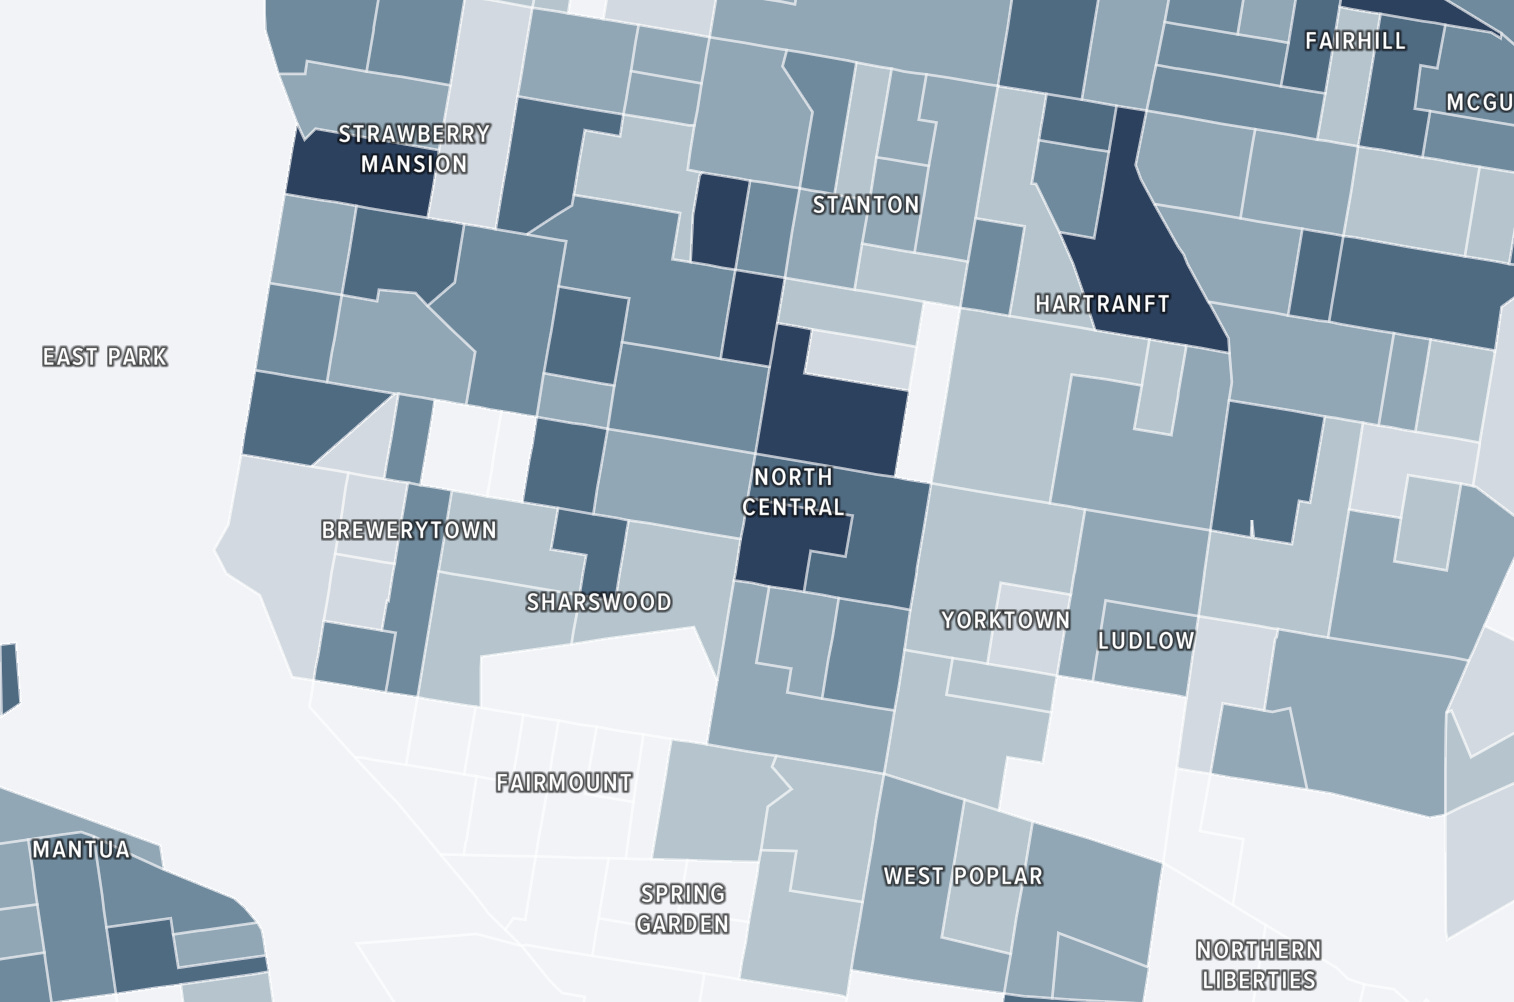 FAIRHILL
MCGU
STRAWBERRY
MANSION
STANTON
HARTRANFT
EAST PARK
NORTH
CENTRAL
BREWERYTOWN
SHARSWOOD
YORKTOWN
LUDLOW
FAIRMOUNT
MANTUA
WEST POPLAR
SPRING
GARDEN
NORTHERN
LIBERTIES